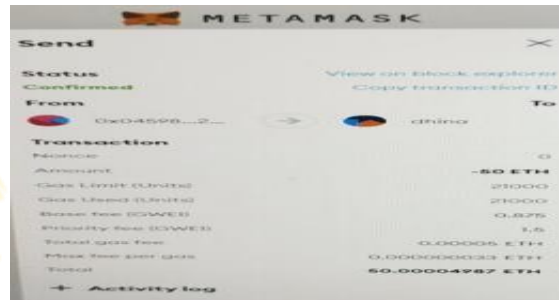 METAMASK
Send
Status View on block explorer
Confirmed Copy transaction ID
From To
0x04598...2... dhina
Transaction
Nonce 0
Amount -50 ETH
Gas Limit (Units) 21000
Gas Used (Units) 21000
Base fee (GWEI) 0.875
Priority fee (GWEI) 1.5
Total gas fee 0.00005 ETH
Max fee per gas 0.000000033 ETH
Total 50.00004987 ETH
+ Activity log